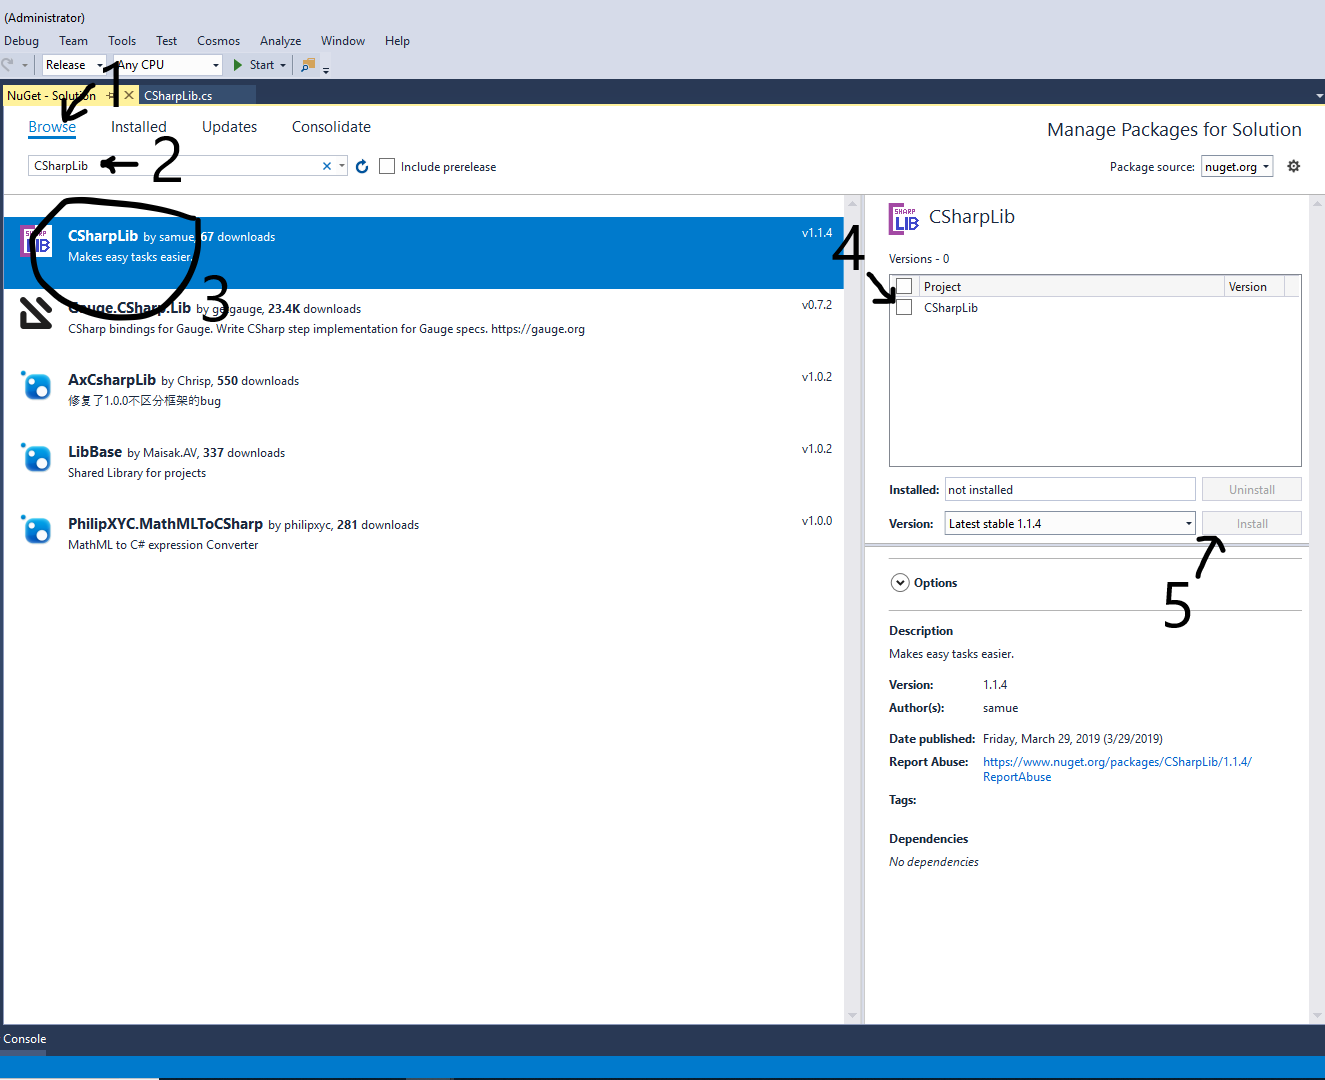 (Administrator)
Debug Team Tools Test Cosmos Analyze Window Help
Release Any CPU Start
NuGet - Solution CSharpLib.cs
1
Browse Installed Updates Consolidate
Manage Packages for Solution
CSharpLib
2
Include prerelease
Package source: nuget.org
CSharpLib by samue, 67 downloads v1.1.4
Makes easy tasks easier.
3
Gauge.CSharp.Lib by getgauge, 23.4K downloads v0.7.2
CSharp bindings for Gauge. Write CSharp step implementation for Gauge specs. https://gauge.org
AxCsharpLib by Chrisp, 550 downloads v1.0.2
修复了1.0.0不区分框架的bug
LibBase by Maisak.AV, 337 downloads v1.0.2
Shared Library for projects
PhilipXYC.MathMLToCSharp by philipxyc, 281 downloads v1.0.0
MathML to C# expression Converter
SHARP
LIB
CSharpLib
Versions - 0
4
Project Version
CSharpLib
Installed: not installed Uninstall
Version: Latest stable 1.1.4 Install
5
Options
Description
Makes easy tasks easier.
Version: 1.1.4
Author(s): samue
Date published: Friday, March 29, 2019 (3/29/2019)
Report Abuse: https://www.nuget.org/packages/CSharpLib/1.1.4/
ReportAbuse
Tags:
Dependencies
No dependencies
Console